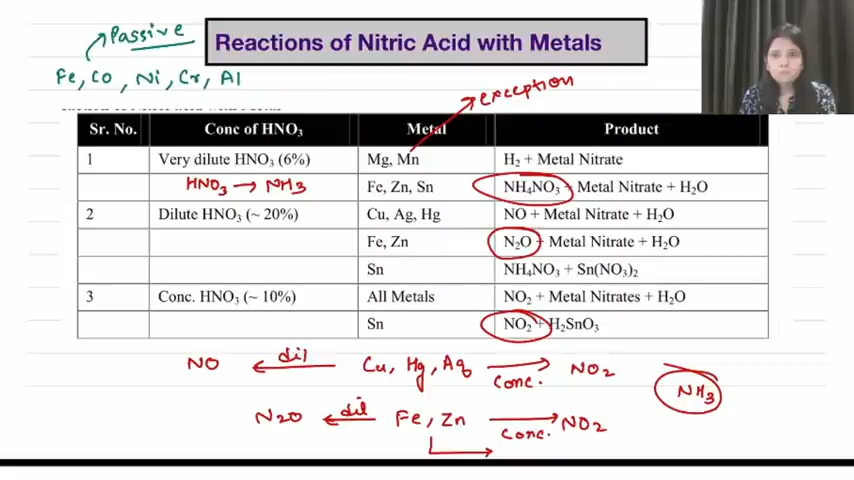 Passive
Reactions of Nitric Acid with Metals
Fe, Co, Ni, Cr, Al
exception
Sr. No. Conc of HNO₃ Metal Product
1 Very dilute HNO₃ (6%) Mg, Mn H₂ + Metal Nitrate
HNO₃ → NH₃ Fe, Zn, Sn NH₄NO₃ + Metal Nitrate + H₂O
2 Dilute HNO₃ (~ 20%) Cu, Ag, Hg NO + Metal Nitrate + H₂O
Fe, Zn N₂O + Metal Nitrate + H₂O
Sn NH₄NO₃ + Sn(NO₃)₂
3 Conc. HNO₃ (~ 10%) All Metals NO₂ + Metal Nitrates + H₂O
Sn NO₂ + H₂SnO₃
NO ← dil Cu, Hg, Ag → conc. NO₂
NH₃
N₂O ← dil Fe, Zn → conc. NO₂